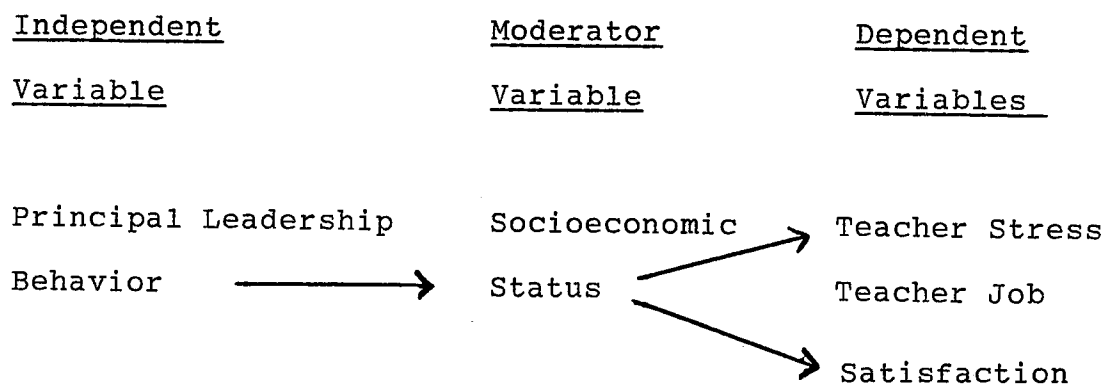 Independent Moderator Dependent
Variable Variable Variables
Principal Leadership Socioeconomic Teacher Stress
Behavior Status Teacher Job
Satisfaction